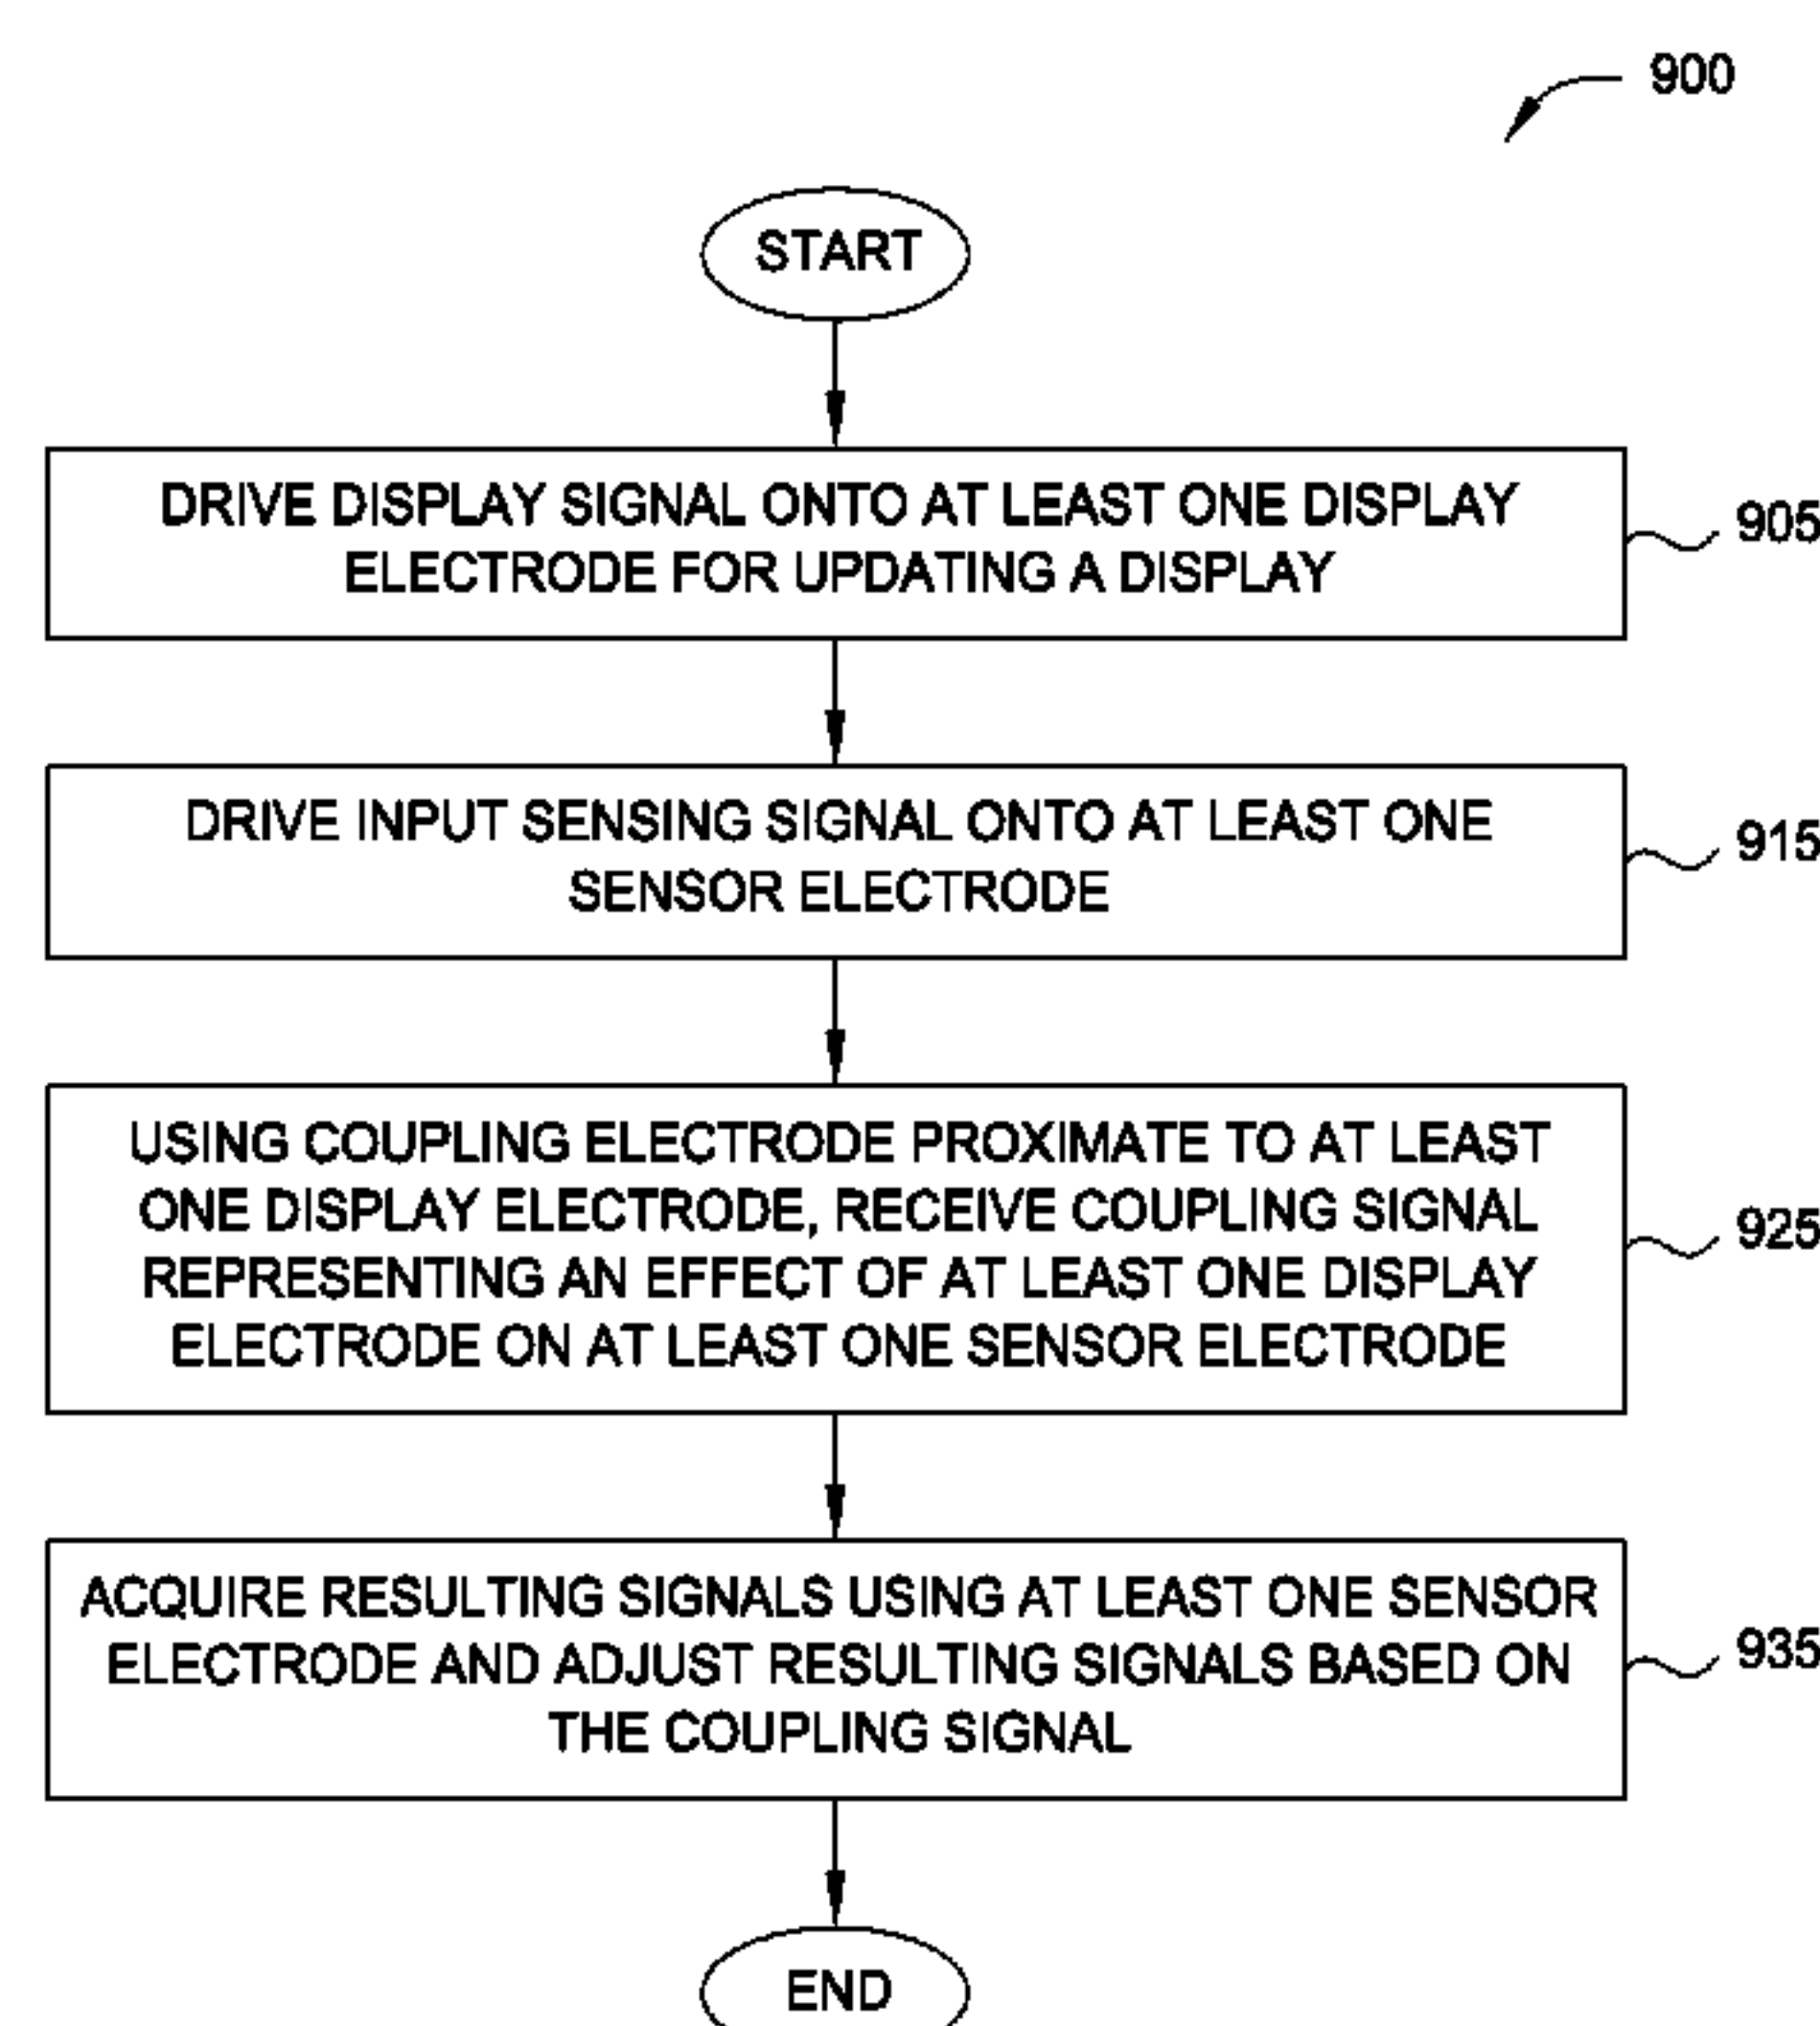 900
START
DRIVE DISPLAY SIGNAL ONTO AT LEAST ONE DISPLAY
ELECTRODE FOR UPDATING A DISPLAY
905
DRIVE INPUT SENSING SIGNAL ONTO AT LEAST ONE
SENSOR ELECTRODE
915
USING COUPLING ELECTRODE PROXIMATE TO AT LEAST
ONE DISPLAY ELECTRODE, RECEIVE COUPLING SIGNAL
REPRESENTING AN EFFECT OF AT LEAST ONE DISPLAY
ELECTRODE ON AT LEAST ONE SENSOR ELECTRODE
925
ACQUIRE RESULTING SIGNALS USING AT LEAST ONE SENSOR
ELECTRODE AND ADJUST RESULTING SIGNALS BASED ON
THE COUPLING SIGNAL
935
END